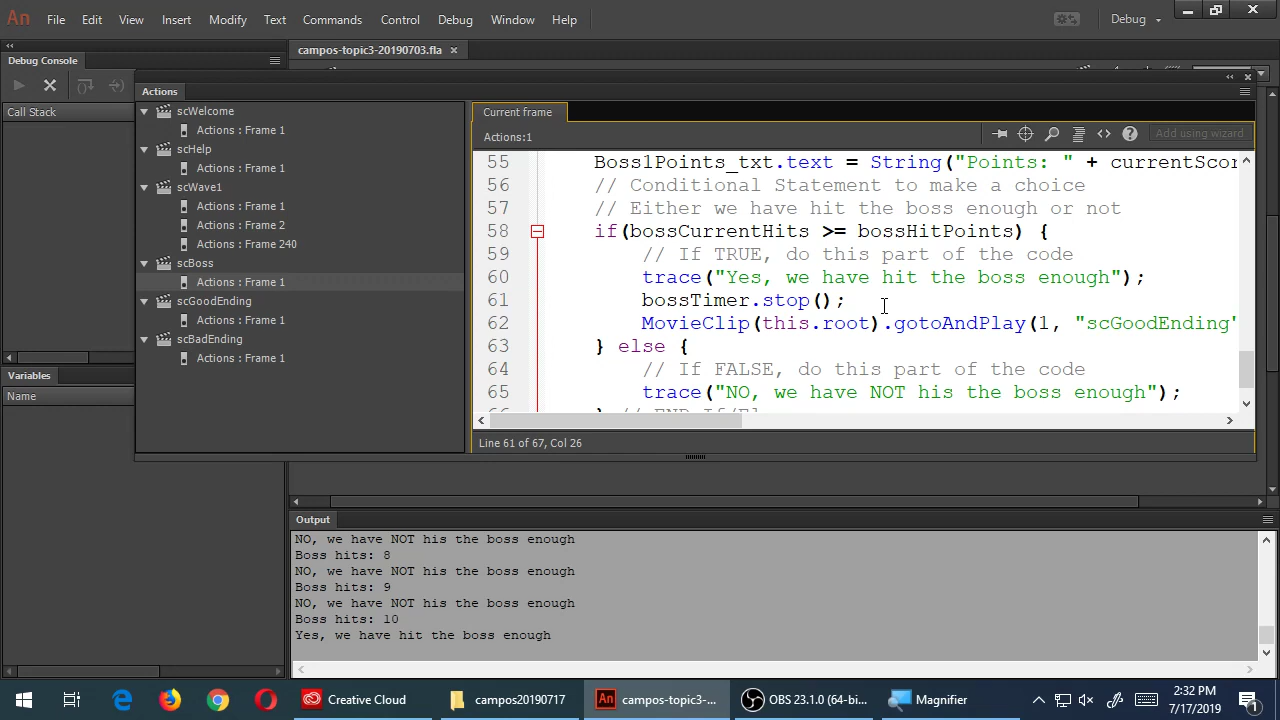 An File Edit View Insert Modify Text Commands Control Debug Window Help Debug
campos-topic3-20190703.fla ×
Debug Console
Call Stack
Variables
Name
Actions
scWelcome
Actions : Frame 1
scHelp
Actions : Frame 1
scWave1
Actions : Frame 1
Actions : Frame 2
Actions : Frame 240
scBoss
Actions : Frame 1
scGoodEnding
Actions : Frame 1
scBadEnding
Actions : Frame 1
Current frame
Actions:1
Add using wizard
55 Boss1Points_txt.text = String("Points: " + currentScor
56 // Conditional Statement to make a choice
57 // Either we have hit the boss enough or not
58 if(bossCurrentHits >= bossHitPoints) {
59 // If TRUE, do this part of the code
60 trace("Yes, we have hit the boss enough");
61 bossTimer.stop();
62 MovieClip(this.root).gotoAndPlay(1, "scGoodEnding"
63 } else {
64 // If FALSE, do this part of the code
65 trace("NO, we have NOT his the boss enough");
Line 61 of 67, Col 26
Output
NO, we have NOT his the boss enough
Boss hits: 8
NO, we have NOT his the boss enough
Boss hits: 9
NO, we have NOT his the boss enough
Boss hits: 10
Yes, we have hit the boss enough
Creative Cloud
campos20190717
An campos-topic3-...
OBS 23.1.0 (64-bi...
Magnifier
2:32 PM
7/17/2019
1